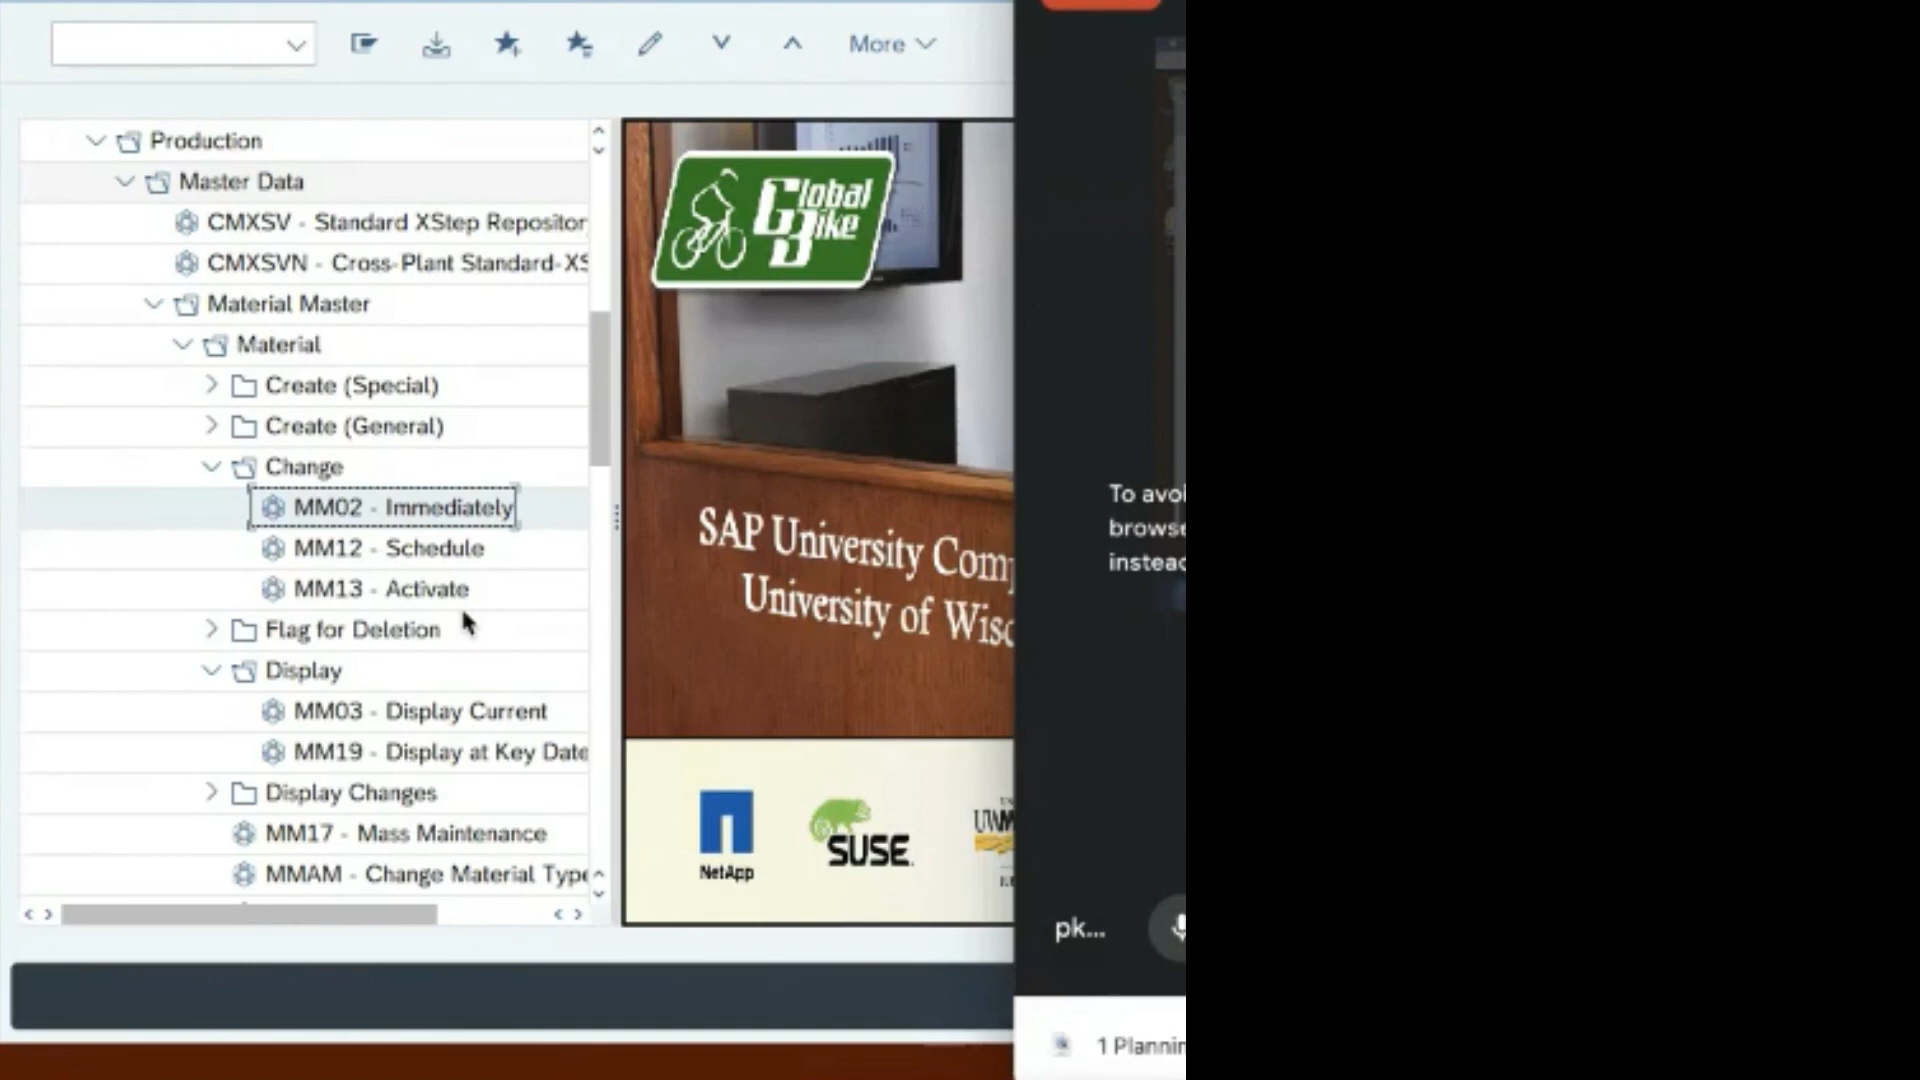 More
Production
Master Data
CMXSV - Standard XStep Repositor
CMXSVN - Cross-Plant Standard-XS
Material Master
Material
Create (Special)
Create (General)
Change
MM02 - Immediately
MM12 - Schedule
MM13 - Activate
Flag for Deletion
Display
MM03 - Display Current
MM19 - Display at Key Date
Display Changes
MM17 - Mass Maintenance
MMAM - Change Material Type
Global
Bike
SAP University Comp
University of Wisc
NetApp
SUSE
UWM
To avoi
browse
instead
pk...
1 Plannin